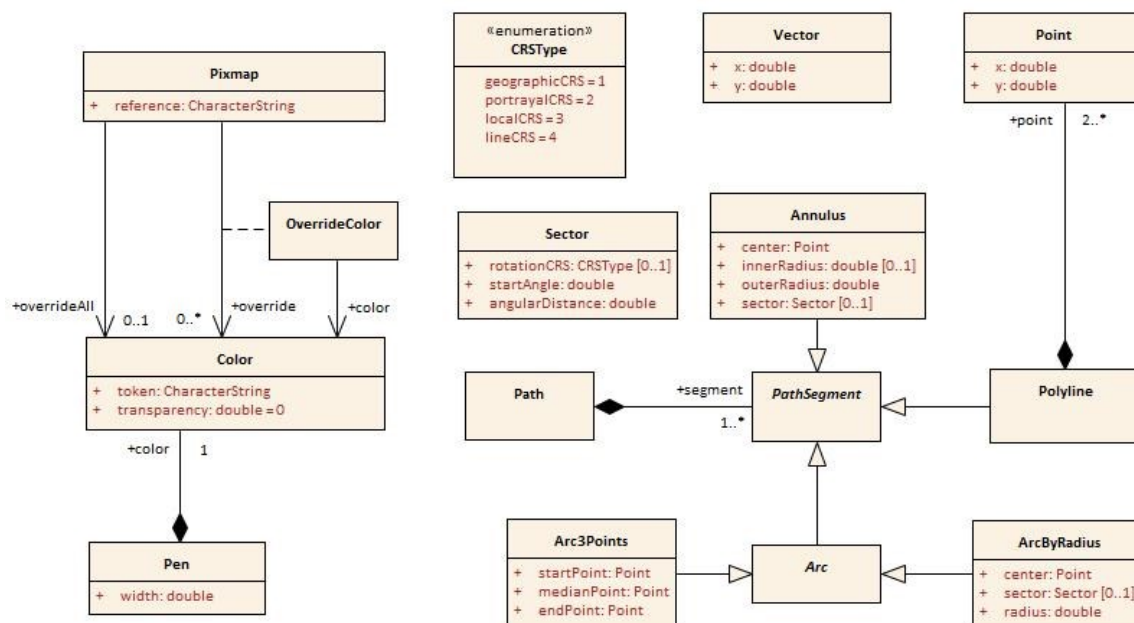 Pixmap
+ reference: CharacterString
OverrideColor
+overrideAll
0..1
0..*
+override
+color
Color
+ token: CharacterString
+ transparency: double = 0
+color
1
Pen
+ width: double
«enumeration»
CRSType
geographicCRS = 1
portrayalCRS = 2
localCRS = 3
lineCRS = 4
Vector
+ x: double
+ y: double
Point
+ x: double
+ y: double
+point
2..*
Sector
+ rotationCRS: CRSType [0..1]
+ startAngle: double
+ angularDistance: double
Annulus
+ center: Point
+ innerRadius: double [0..1]
+ outerRadius: double
+ sector: Sector [0..1]
Path
+segment
1..*
PathSegment
Polyline
Arc3Points
+ startPoint: Point
+ medianPoint: Point
+ endPoint: Point
Arc
ArcByRadius
+ center: Point
+ sector: Sector [0..1]
+ radius: double